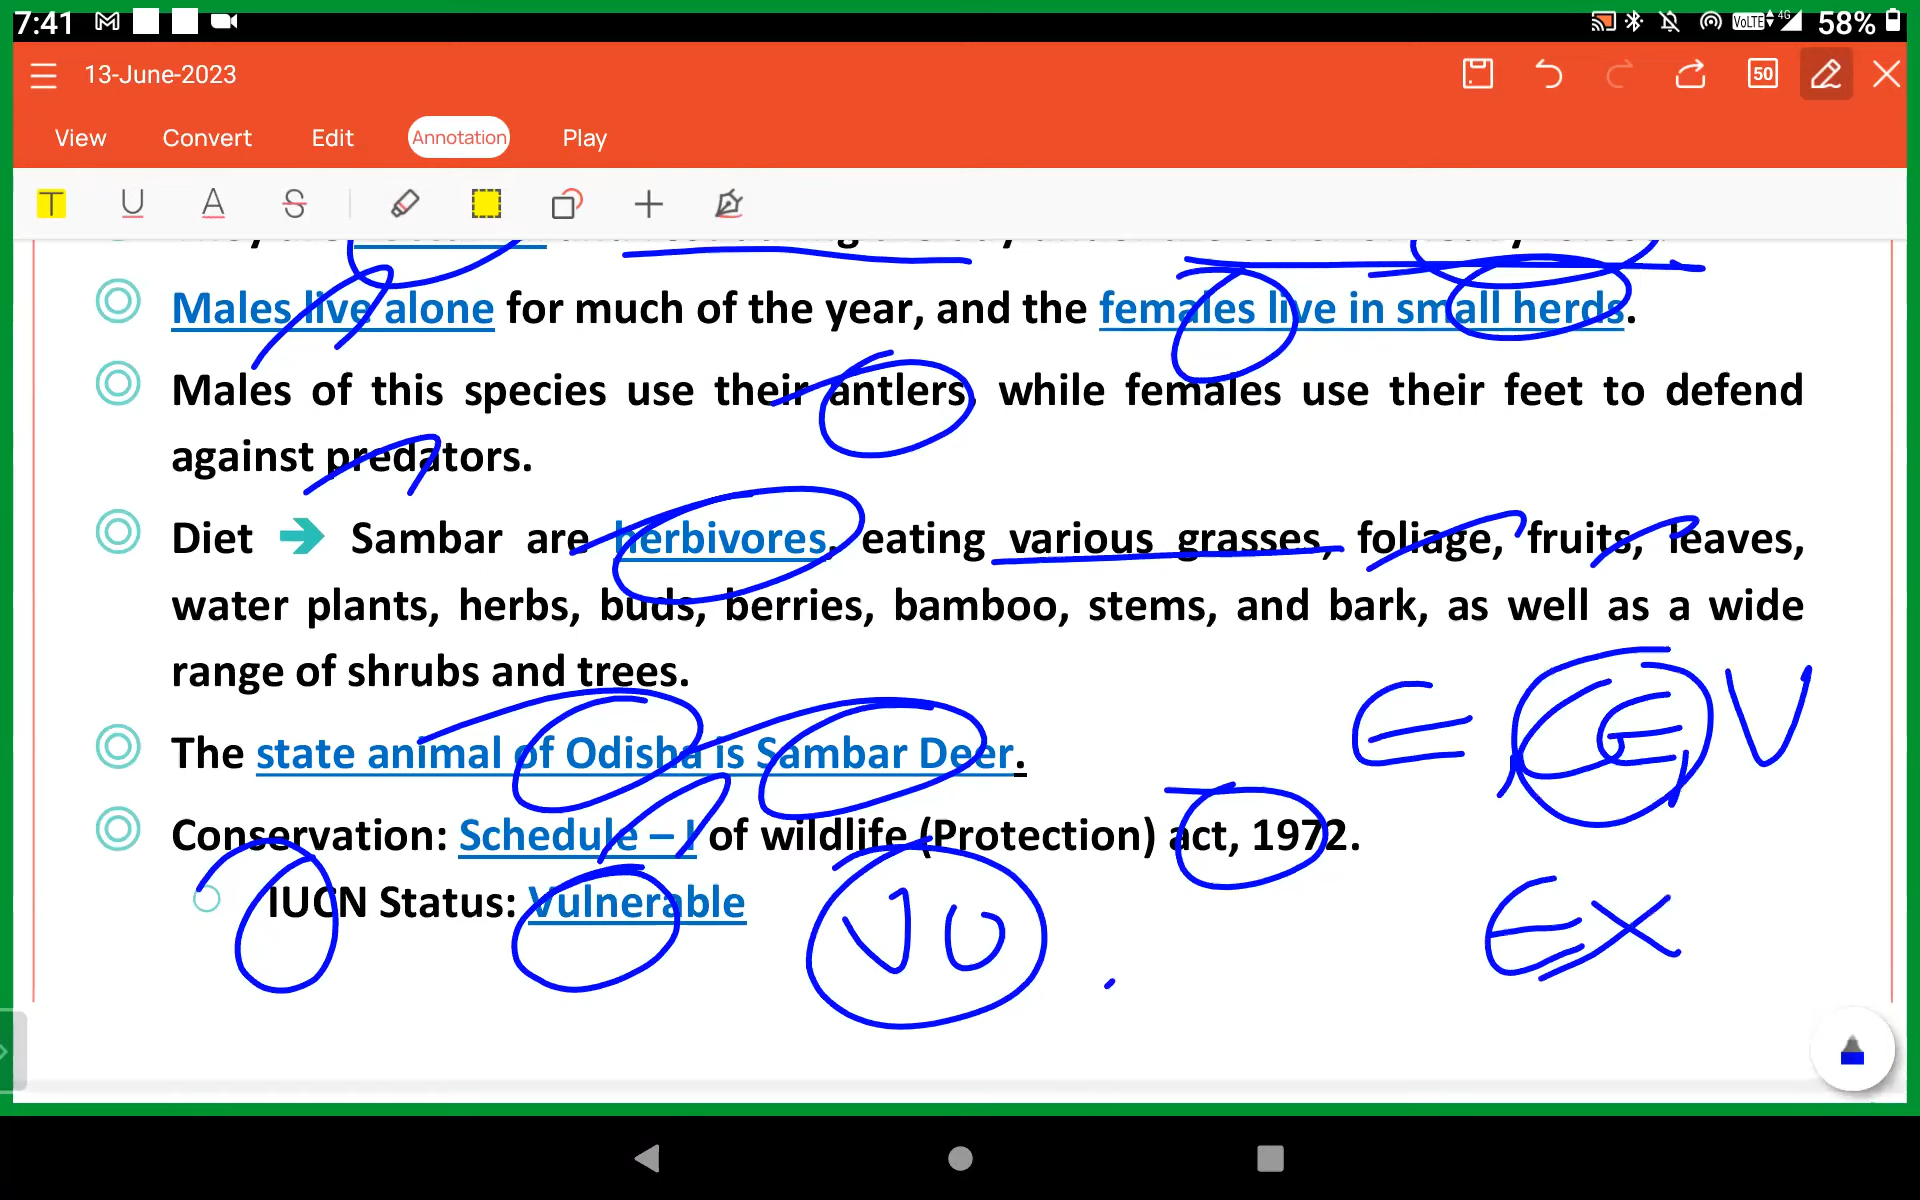 7:41 VoLTE 4G 58%
13-June-2023 50
View Convert Edit Annotation Play
T U A S
Males live alone for much of the year, and the females live in small herds.
Males of this species use their antlers, while females use their feet to defend
against predators.
Diet → Sambar are herbivores, eating various grasses, foliage, fruits, leaves,
water plants, herbs, buds, berries, bamboo, stems, and bark, as well as a wide
range of shrubs and trees.
E, CE, V
The state animal of Odisha is Sambar Deer.
Conservation: Schedule – I of wildlife (Protection) act, 1972.
IUCN Status: Vulnerable
VU
EX